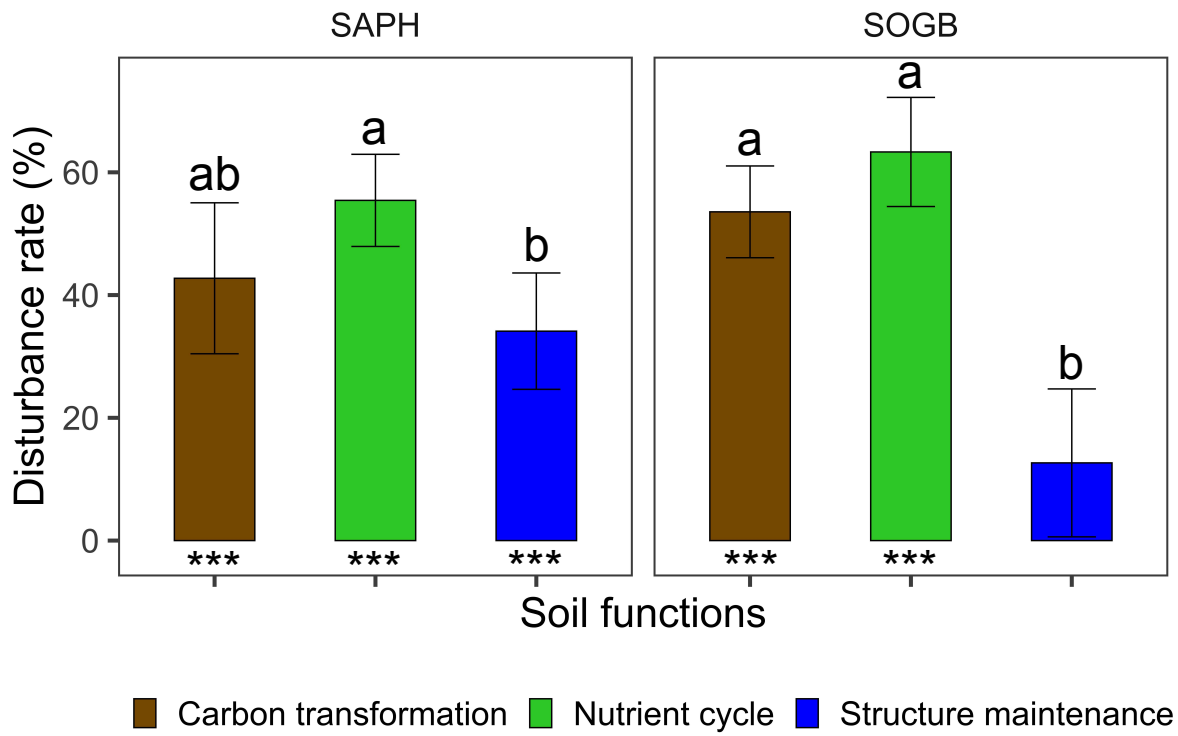 SAPH SOGB
Disturbance rate (%)
60
40
20
0
ab a b
a a b
*** *** ***
*** ***
Soil functions
Carbon transformation Nutrient cycle Structure maintenance